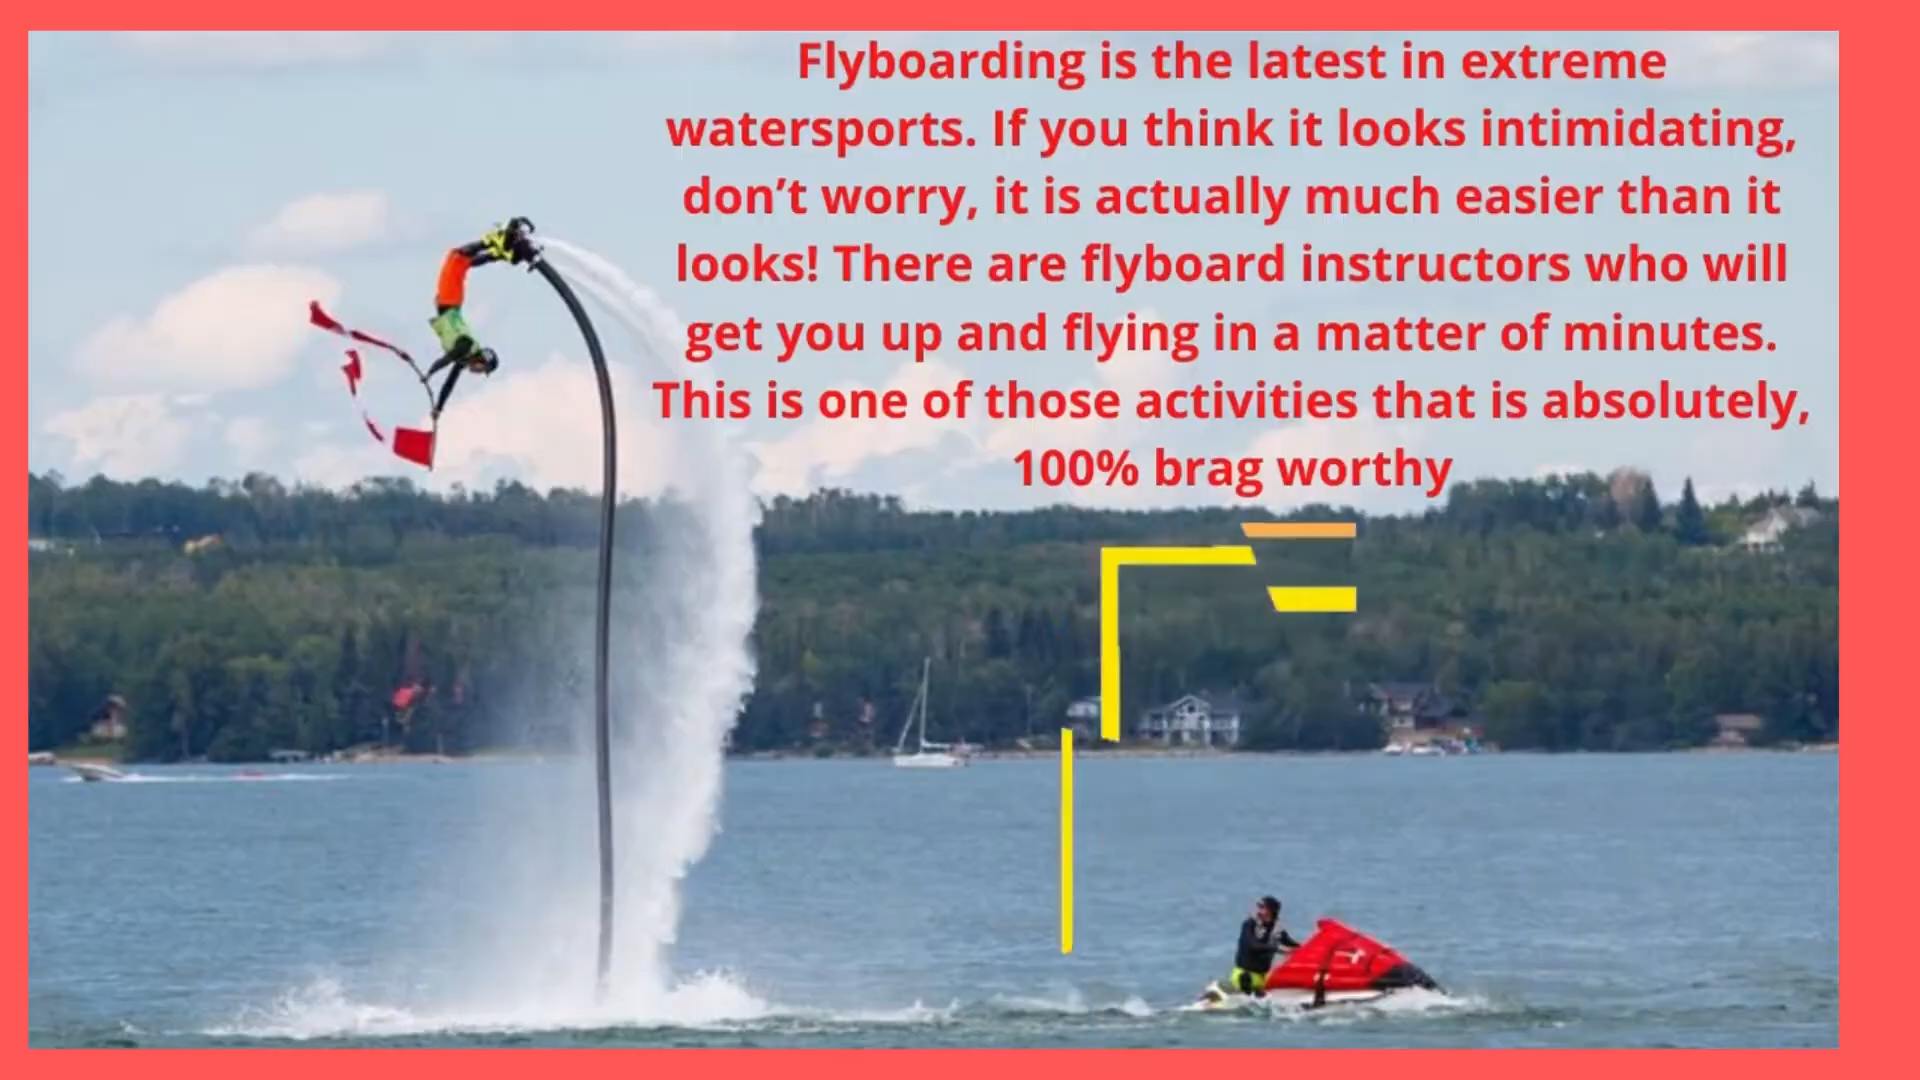 Flyboarding is the latest in extreme
watersports. If you think it looks intimidating,
don’t worry, it is actually much easier than it
looks! There are flyboard instructors who will
get you up and flying in a matter of minutes.
This is one of those activities that is absolutely,
100% brag worthy